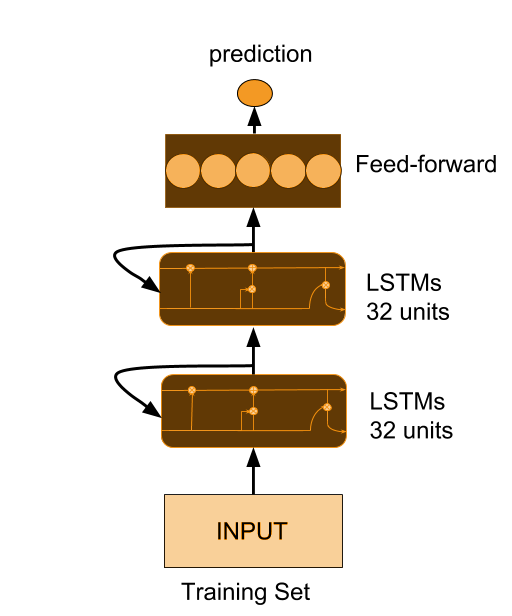 prediction
Feed-forward
LSTMs
32 units
LSTMs
32 units
INPUT
Training Set